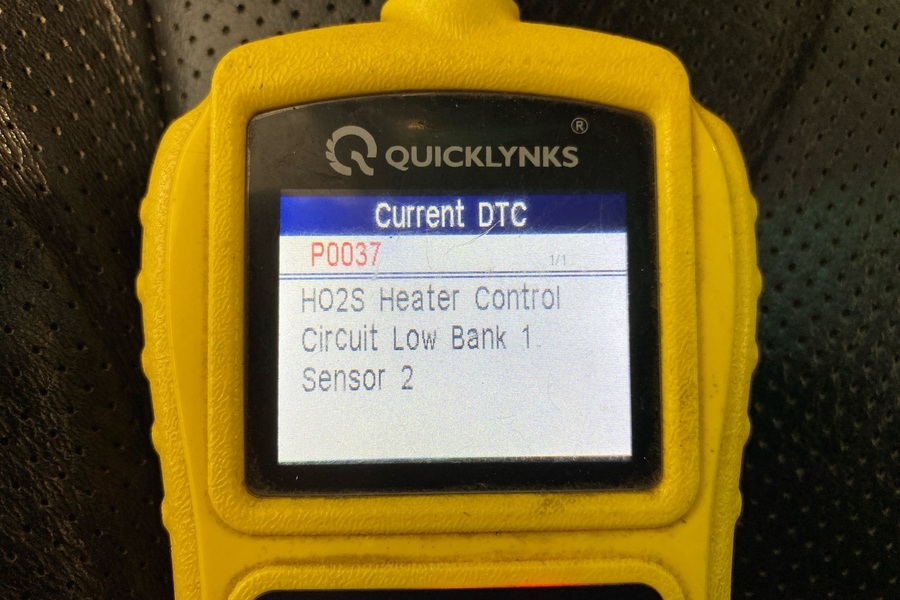 ®
QUICKLYNKS
Current DTC
P0037 1/1
HO2S Heater Control
Circuit Low Bank 1
Sensor 2